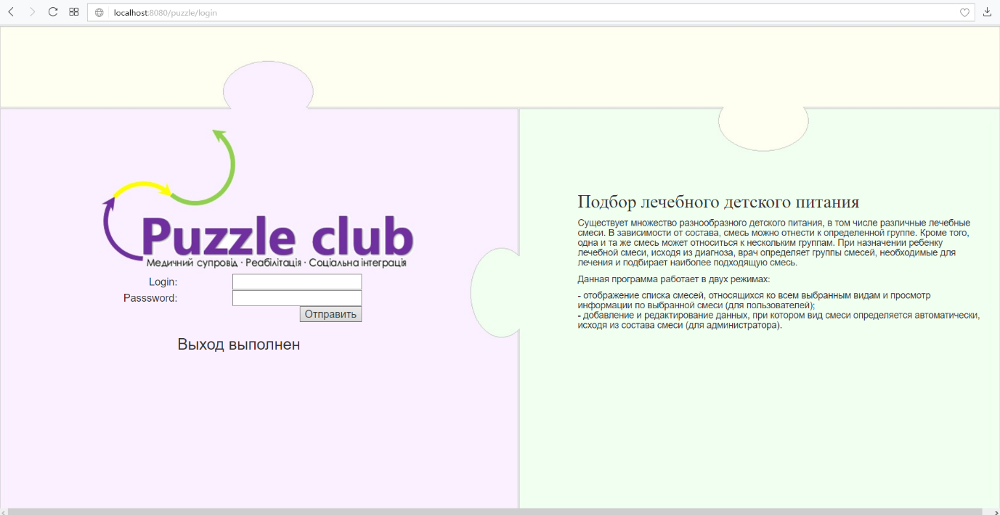 localhost:8080/puzzle/login
Puzzle club
Медичний супровід · Реабілітація · Соціальна інтеграція
Login:
Passsword:
Отправить
Выход выполнен
Подбор лечебного детского питания
Существует множество разнообразного детского питания, в том числе различные лечебные
смеси. В зависимости от состава, смесь можно отнести к определенной группе. Кроме того,
одна и та же смесь может относиться к нескольким группам. При назначении ребенку
лечебной смеси, исходя из диагноза, врач определяет группы смесей, необходимые для
лечения и подбирает наиболее подходящую смесь.
Данная программа работает в двух режимах:
- отображение списка смесей, относящихся ко всем выбранным видам и просмотр
информации по выбранной смеси (для пользователей);
- добавление и редактирование данных, при котором вид смеси определяется автоматически,
исходя из состава смеси (для администратора).